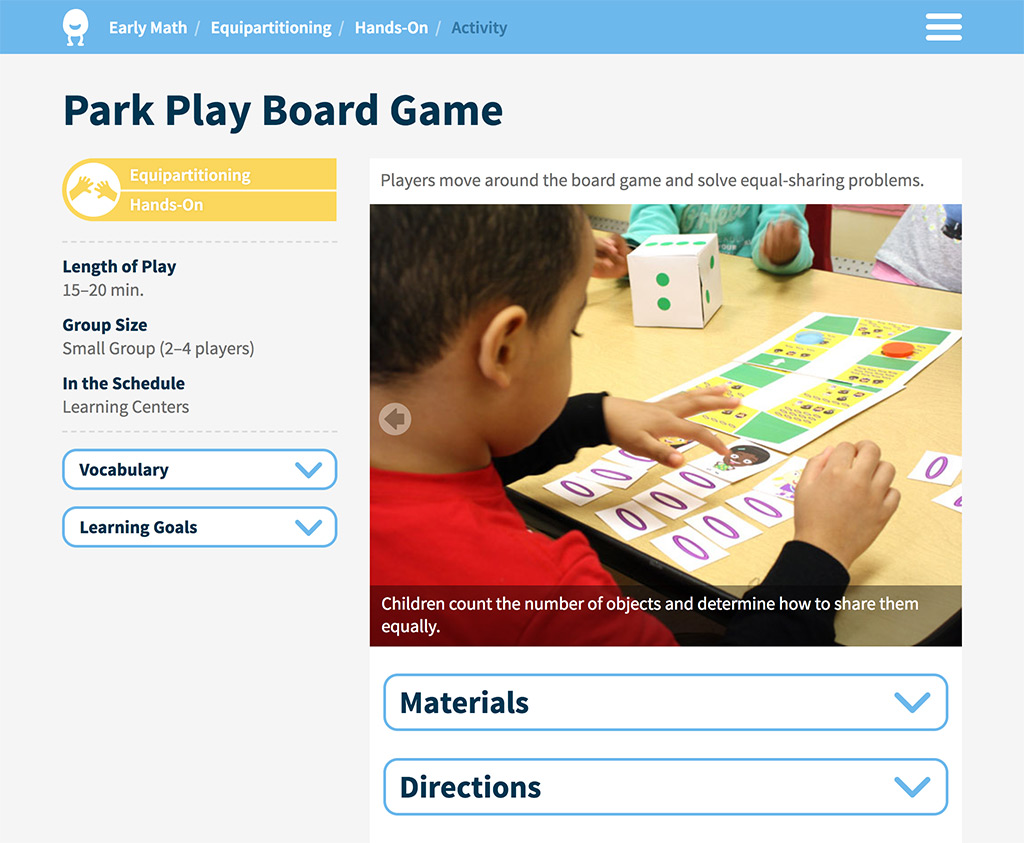 Early Math / Equipartitioning / Hands-On / Activity
Park Play Board Game
Equipartitioning
Hands-On
Length of Play
15–20 min.
Group Size
Small Group (2–4 players)
In the Schedule
Learning Centers
Vocabulary
Learning Goals
Players move around the board game and solve equal-sharing problems.
Children count the number of objects and determine how to share them
equally.
Materials
Directions